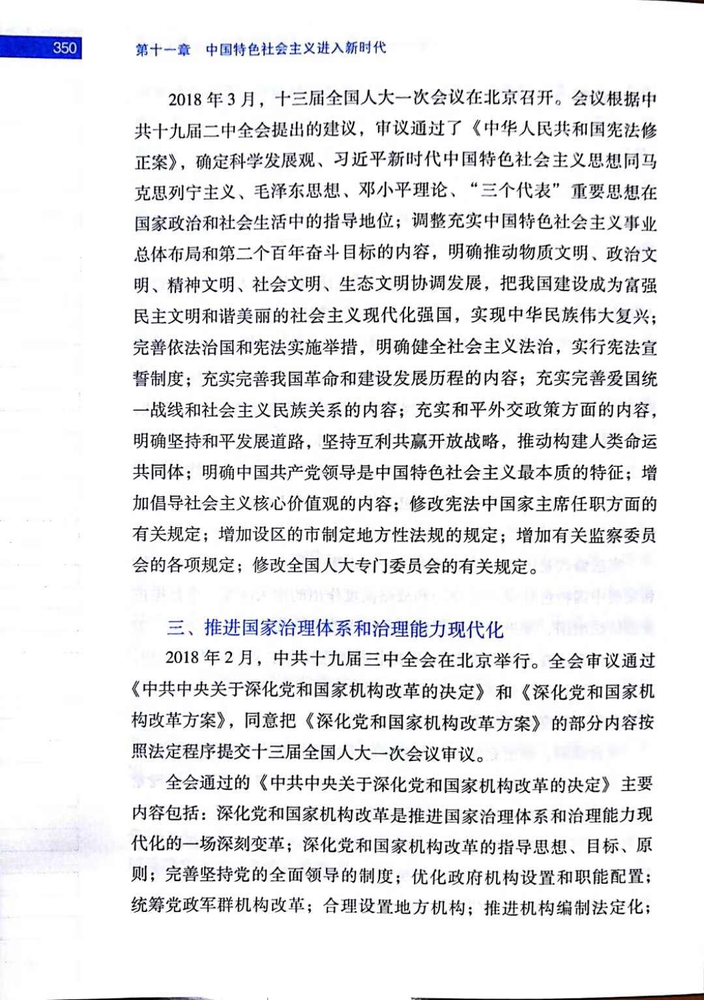 350
第十一章 中国特色社会主义进入新时代
2018 年 3 月，十三届全国人大一次会议在北京召开。会议根据中
共十九届二中全会提出的建议，审议通过了《中华人民共和国宪法修
正案》，确定科学发展观、习近平新时代中国特色社会主义思想同马
克思列宁主义、毛泽东思想、邓小平理论、“三个代表”重要思想在
国家政治和社会生活中的指导地位；调整充实中国特色社会主义事业
总体布局和第二个百年奋斗目标的内容，明确推动物质文明、政治文
明、精神文明、社会文明、生态文明协调发展，把我国建设成为富强
民主文明和谐美丽的社会主义现代化强国，实现中华民族伟大复兴；
完善依法治国和宪法实施举措，明确健全社会主义法治，实行宪法宣
誓制度；充实完善我国革命和建设发展历程的内容；充实完善爱国统
一战线和社会主义民族关系的内容；充实和平外交政策方面的内容，
明确坚持和平发展道路，坚持互利共赢开放战略，推动构建人类命运
共同体；明确中国共产党领导是中国特色社会主义最本质的特征；增
加倡导社会主义核心价值观的内容；修改宪法中国家主席任职方面的
有关规定；增加设区的市制定地方性法规的规定；增加有关监察委员
会的各项规定；修改全国人大专门委员会的有关规定。
三、推进国家治理体系和治理能力现代化
2018 年 2 月，中共十九届三中全会在北京举行。全会审议通过
《中共中央关于深化党和国家机构改革的决定》和《深化党和国家机
构改革方案》，同意把《深化党和国家机构改革方案》的部分内容按
照法定程序提交十三届全国人大一次会议审议。
全会通过的《中共中央关于深化党和国家机构改革的决定》主要
内容包括：深化党和国家机构改革是推进国家治理体系和治理能力现
代化的一场深刻变革；深化党和国家机构改革的指导思想、目标、原
则；完善坚持党的全面领导的制度；优化政府机构设置和职能配置；
统筹党政军群机构改革；合理设置地方机构；推进机构编制法定化；